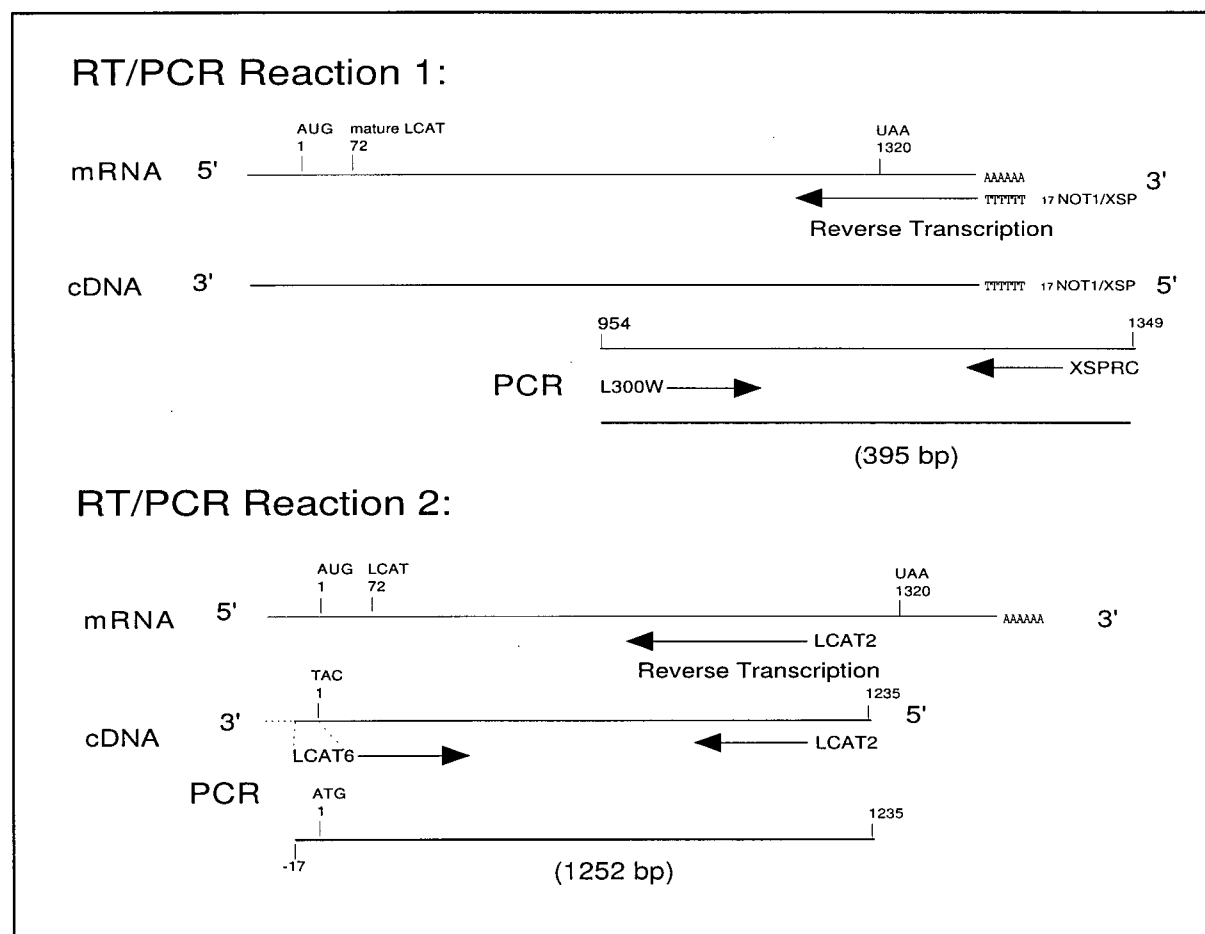 RT/PCR Reaction 1:
AUG mature LCAT UAA
1 72 1320
mRNA 5' AAAAAA 3'
TTTTTT 17 NOT1/XSP
Reverse Transcription
cDNA 3' TTTTTT 17 NOT1/XSP 5'
954 1349
PCR L300W XSPRC
(395 bp)
RT/PCR Reaction 2:
AUG LCAT UAA
1 72 1320
mRNA 5' AAAAAA 3'
LCAT2
Reverse Transcription
TAC
1 1235
cDNA 3' 5'
LCAT6 LCAT2
PCR
ATG
1 1235
-17
(1252 bp)